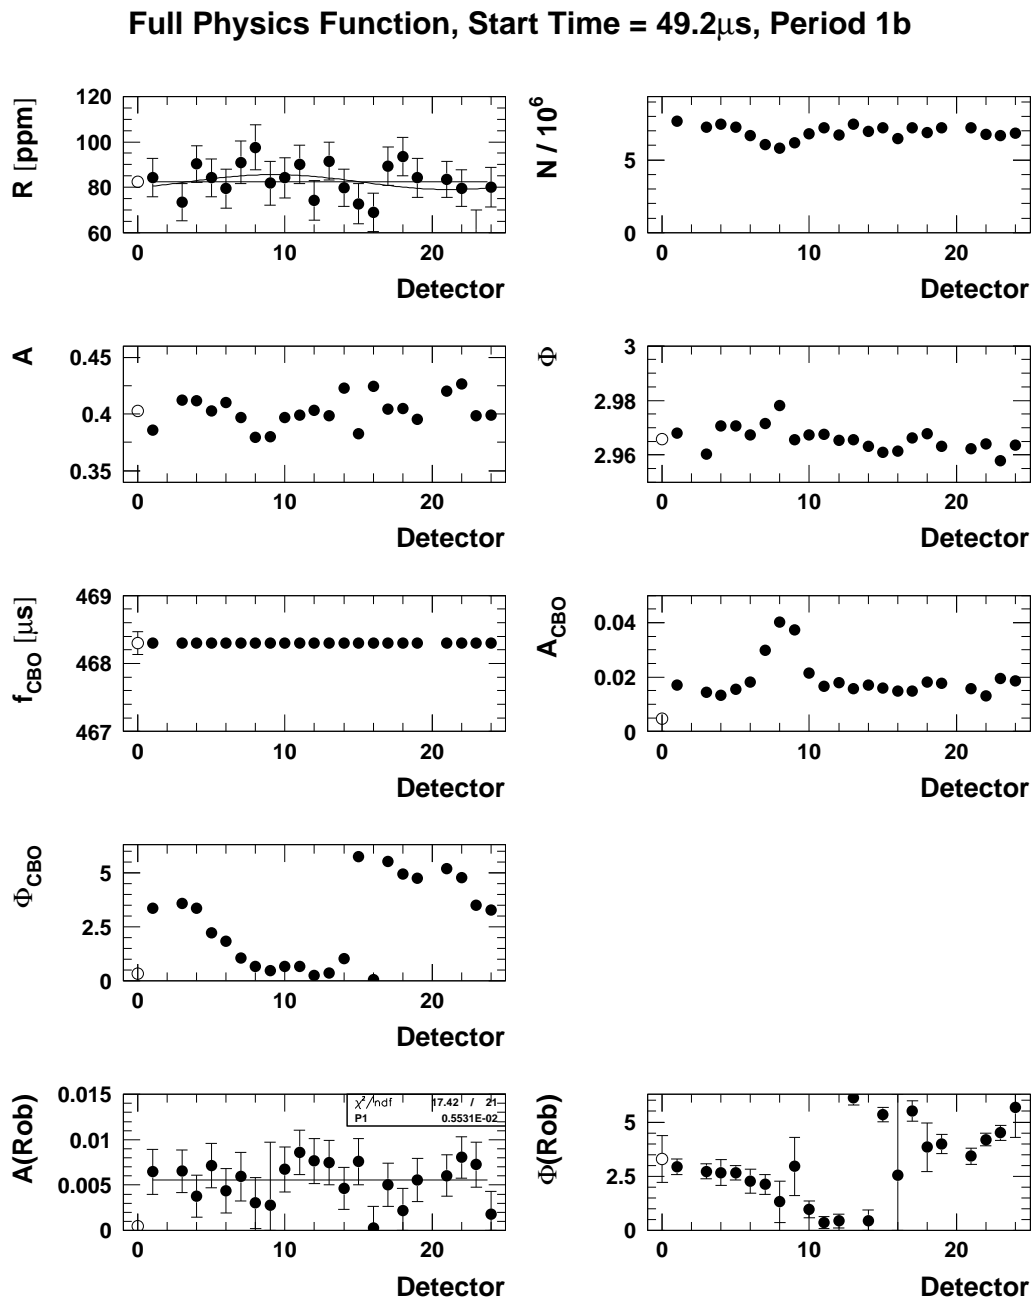 Full Physics Function, Start Time = 49.2μs, Period 1b
R [ppm]
120
100
80
60
0
10
20
Detector
N / 10^6
5
0
0
10
20
Detector
A
0.45
0.4
0.35
0
10
20
Detector
Φ
3
2.98
2.96
0
10
20
Detector
f_CBO [μs]
469
468
467
0
10
20
Detector
A_CBO
0.04
0.02
0
0
10
20
Detector
Φ_CBO
5
2.5
0
0
10
20
Detector
A(Rob)
0.015
0.01
0.005
0
χ²/ndf 17.42 / 21
P1 0.5531E-02
0
10
20
Detector
Φ(Rob)
5
2.5
0
0
10
20
Detector